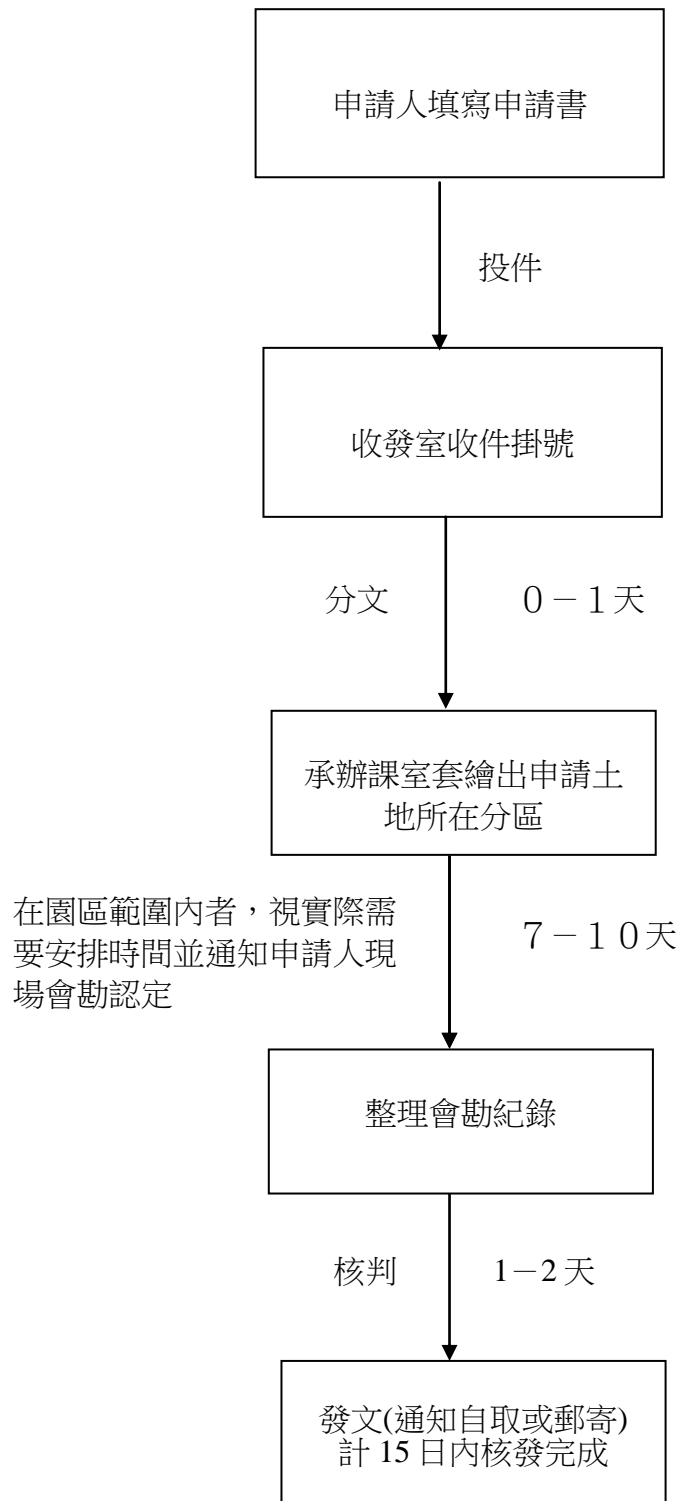 申請人填寫申請書
投件
收發室收件掛號
分文 ０－１天
承辦課室套繪出申請土
地所在分區
在園區範圍內者，視實際需
要安排時間並通知申請人現
場會勘認定
７－１０天
整理會勘紀錄
核判 1－2 天
發文(通知自取或郵寄)
計 15 日內核發完成